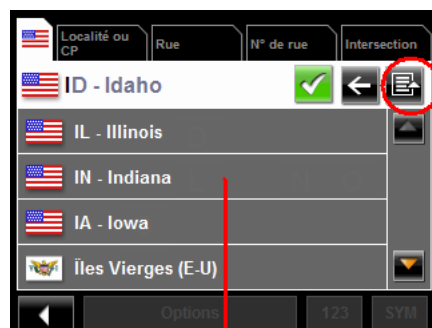 Localité ou CP Rue N° de rue Intersection
ID - Idaho
IL - Illinois
IN - Indiana
IA - Iowa
Îles Vierges (E-U)
Options 123 SYM